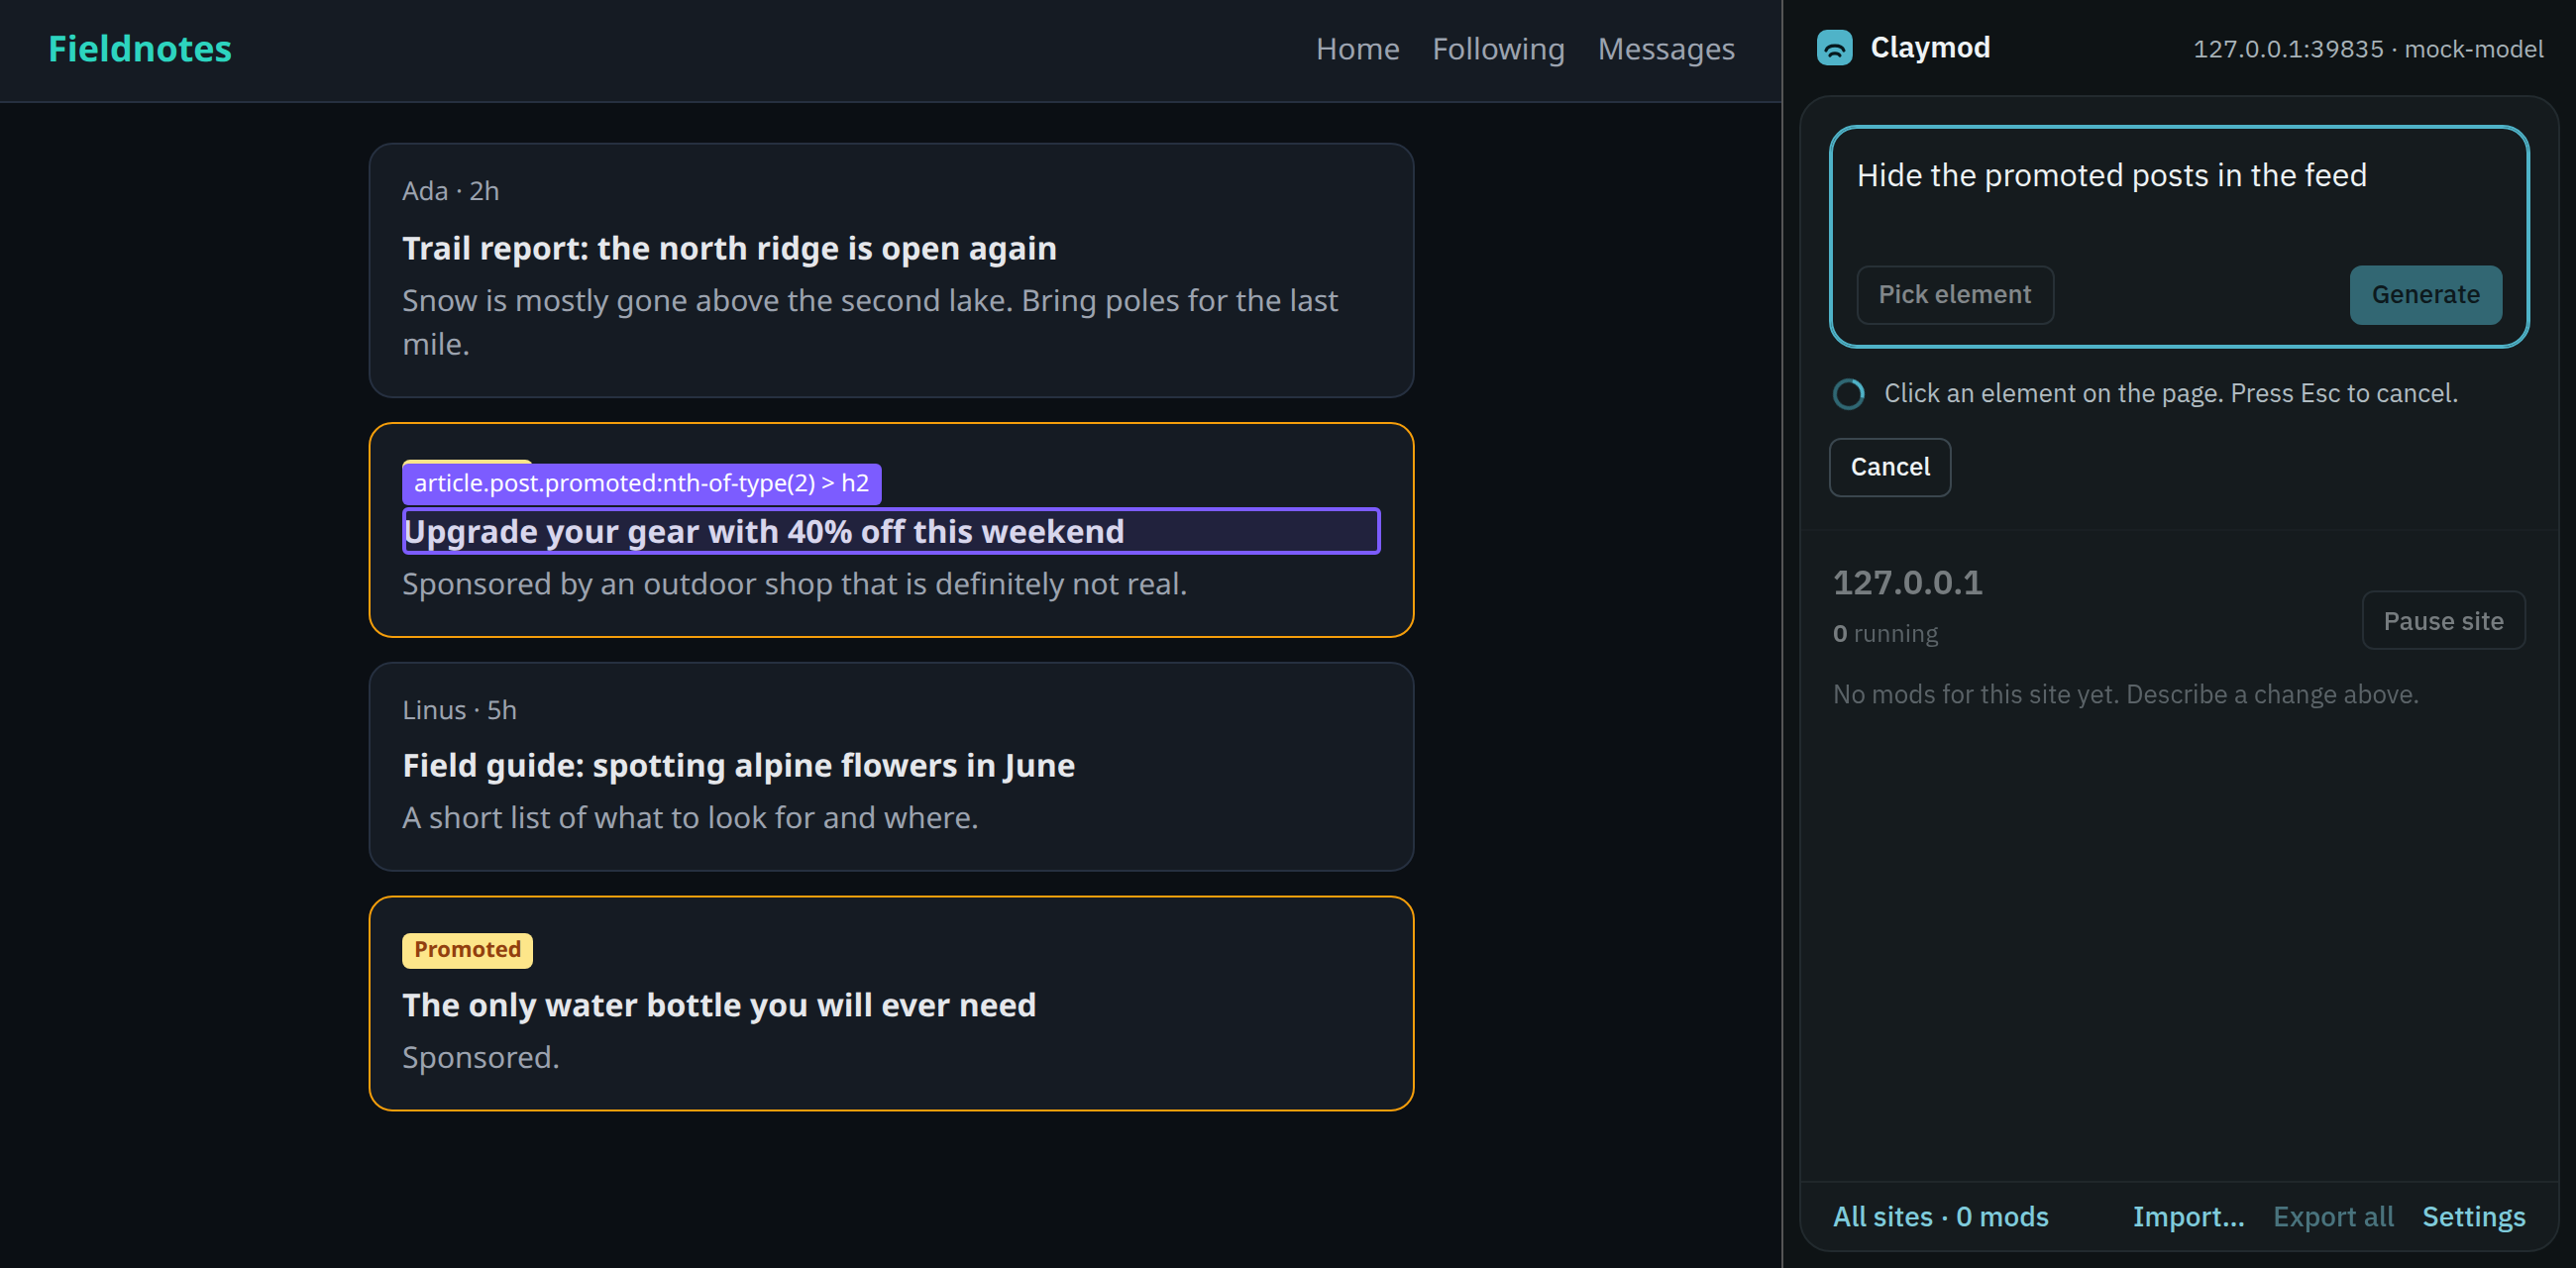 Fieldnotes
Home Following Messages
Ada · 2h
Trail report: the north ridge is open again
Snow is mostly gone above the second lake. Bring poles for the last
mile.
article.post.promoted:nth-of-type(2) > h2
Upgrade your gear with 40% off this weekend
Sponsored by an outdoor shop that is definitely not real.
Linus · 5h
Field guide: spotting alpine flowers in June
A short list of what to look for and where.
Promoted
The only water bottle you will ever need
Sponsored.
Claymod
127.0.0.1:39835 · mock-model
Hide the promoted posts in the feed
Pick element
Generate
Click an element on the page. Press Esc to cancel.
Cancel
127.0.0.1
0 running
Pause site
No mods for this site yet. Describe a change above.
All sites · 0 mods
Import... Export all Settings